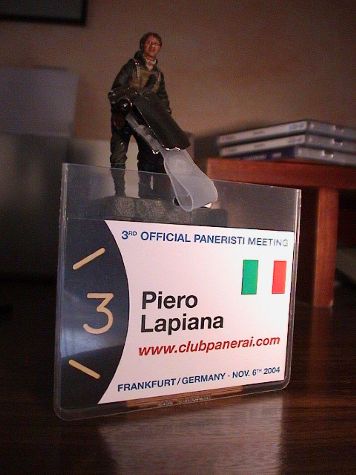 3RD OFFICIAL PANERISTI MEETING
3
Piero
Lapiana
www.clubpanerai.com
FRANKFURT/GERMANY - NOV. 6TH 2004